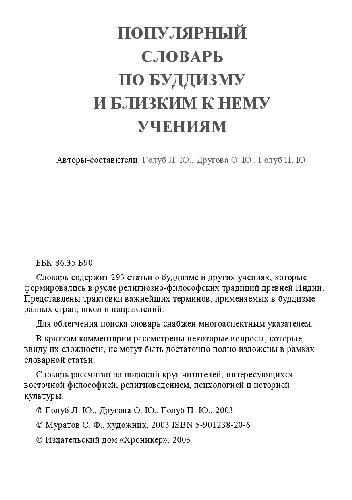 ПОПУЛЯРНЫЙ
СЛОВАРЬ
ПО БУДДИЗМУ
И БЛИЗКИМ К НЕМУ
УЧЕНИЯМ
Авторы-составители: Голуб Л. Ю., Другова О. Ю., Голуб П. Ю.
ББК 86.35 Б90
Словарь содержит 293 статьи о буддизме и других учениях, которые
формировались в русле религиозно-философских традиций древней Индии.
Представлены трактовки важнейших терминов, применяемых в буддизме
разных стран, школ и направлений.
Для облегчения поиска словарь снабжен многоаспектным указателем.
В кратком комментарии рассмотрены некоторые вопросы, которые,
ввиду их сложности, не могут быть достаточно полно изложены в рамках
словарной статьи.
Словарь рассчитан на широкий круг читателей, интересующихся
восточной философией, религиоведением, психологией и историей
культуры.
© Голуб Л. Ю., Другова О. Ю., Голуб П. Ю., 2003
© Муратов С. Ф., художник, 2003 ISBN 5-901238-20-6
© Издательский дом «Хроникер», 2003